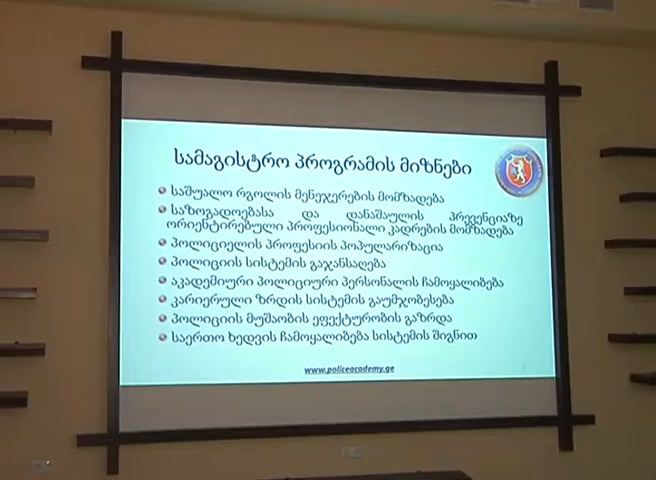 სამაგისტრო პროგრამის მიზნები
საშუალო რგოლის მენეჯერების მომზადება
საზოგადოებასა და დანაშაულის პრევენციაზე
ორიენტირებული პროფესიონალი კადრების მომზადება
პოლიციელის პროფესიის პოპულარიზაცია
პოლიციის სისტემის გაჯანსაღება
აკადემიური პოლიციური პერსონალის ჩამოყალიბება
კარიერული ზრდის სისტემის გაუმჯობესება
პოლიციის მუშაობის ეფექტურობის გაზრდა
საერთო ხედვის ჩამოყალიბება სისტემის შიგნით
www.policeacademy.ge